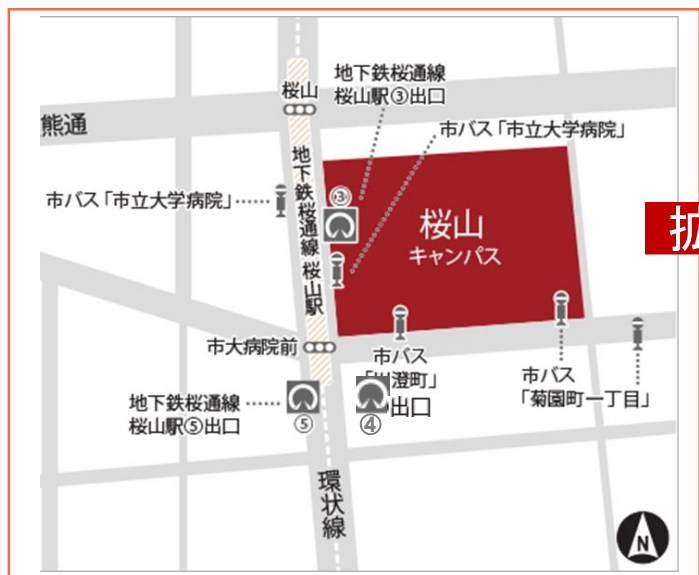 地下鉄桜通線
桜山駅③出口
桜山
熊通
市バス「市立大学病院」
地下鉄桜通線 桜山駅
市バス「市立大学病院」
③
桜山
キャンパス
拡
市大病院前
市バス
澄町」
市バス
「菊園町一丁目」
地下鉄桜通線
桜山駅⑤出口
⑤
④
出口
環状線
N